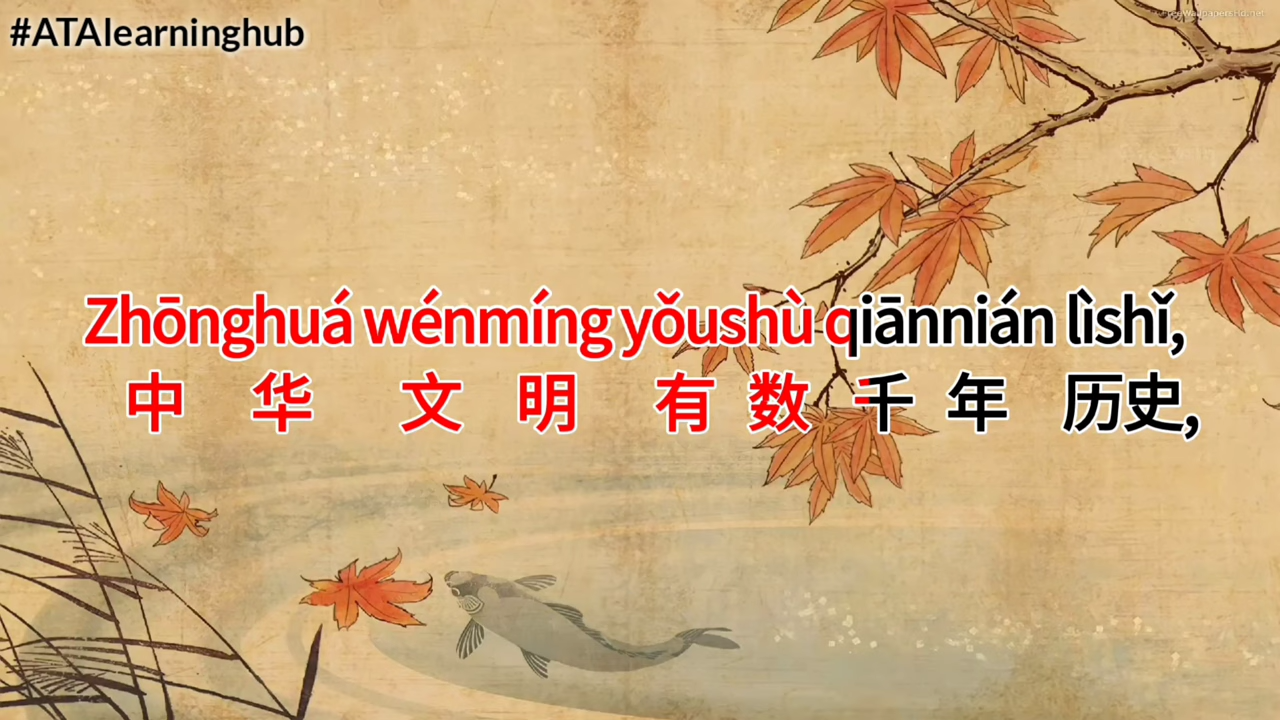 #ATAlearninghub
Zhōnghuá wénmíng yǒushù qiānnián lìshǐ,
中 华 文 明 有 数 千 年 历史,